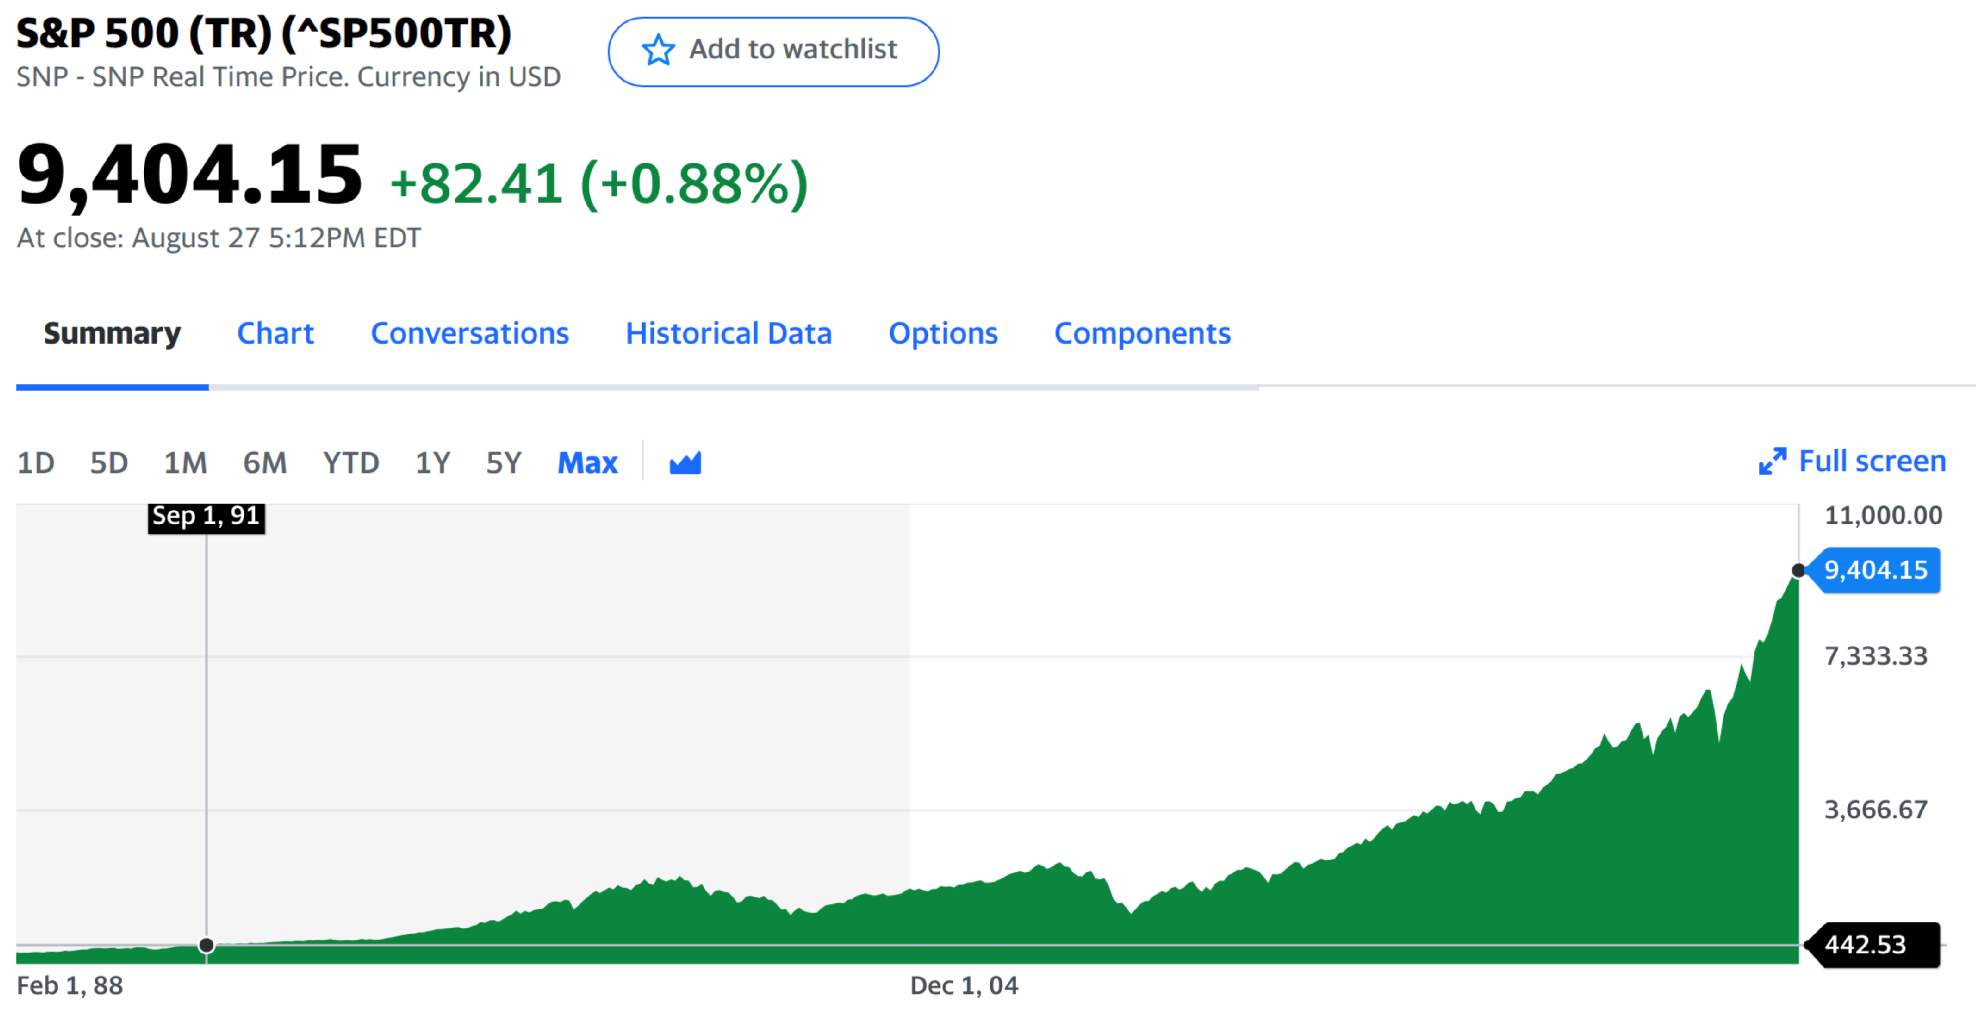 S&P 500 (TR) (^SP500TR)
SNP - SNP Real Time Price. Currency in USD
Add to watchlist
9,404.15 +82.41 (+0.88%)
At close: August 27 5:12PM EDT
Summary Chart Conversations Historical Data Options Components
1D 5D 1M 6M YTD 1Y 5Y Max
Full screen
Sep 1, 91
11,000.00
9,404.15
7,333.33
3,666.67
442.53
Feb 1, 88
Dec 1, 04